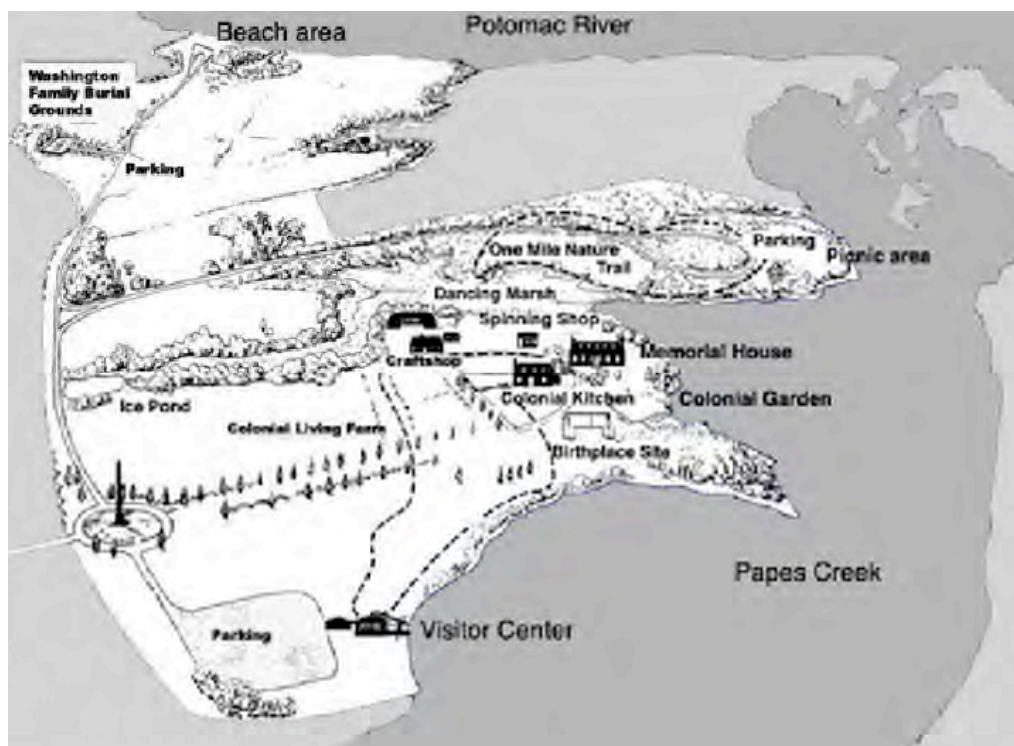 Beach area
Potomac River
Washington
Family Burial
Grounds
Parking
One Mile Nature
Trail
Parking
Picnic area
Dancing Marsh
Spinning Shop
Craftshop
Memorial House
Ice Pond
Colonial Kitchen
Colonial Garden
Colonial Living Farm
Birthplace Site
Papes Creek
Parking
Visitor Center